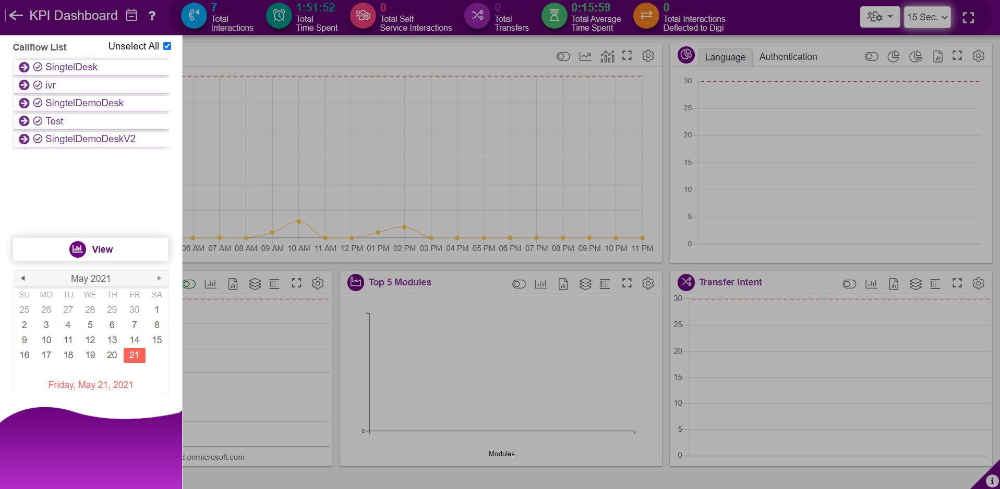 KPI Dashboard ?
7
Total
Interactions
1:51:52
Total
Time Spent
0
Total Self
Service Interactions
0
Total
Transfers
0:15:59
Total Average
Time Spent
0
Total Interactions
Deflected to Digi
15 Sec.
Callflow List Unselect All
SingtelDesk
ivr
SingtelDemoDesk
Test
SingtelDemoDeskV2
View
May 2021
SU MO TU WE TH FR SA
25 26 27 28 29 30 1
2 3 4 5 6 7 8
9 10 11 12 13 14 15
16 17 18 19 20 21
Friday, May 21, 2021
06 AM 07 AM 08 AM 09 AM 10 AM 11 AM 12 PM 01 PM 02 PM 03 PM 04 PM 05 PM 06 PM 07 PM 08 PM 09 PM 10 PM 11 PM
Language Authentication
30
25
20
15
10
5
0
d.onmicrosoft.com
Top 5 Modules
0
Modules
Transfer Intent
30
25
20
15
10
5
0